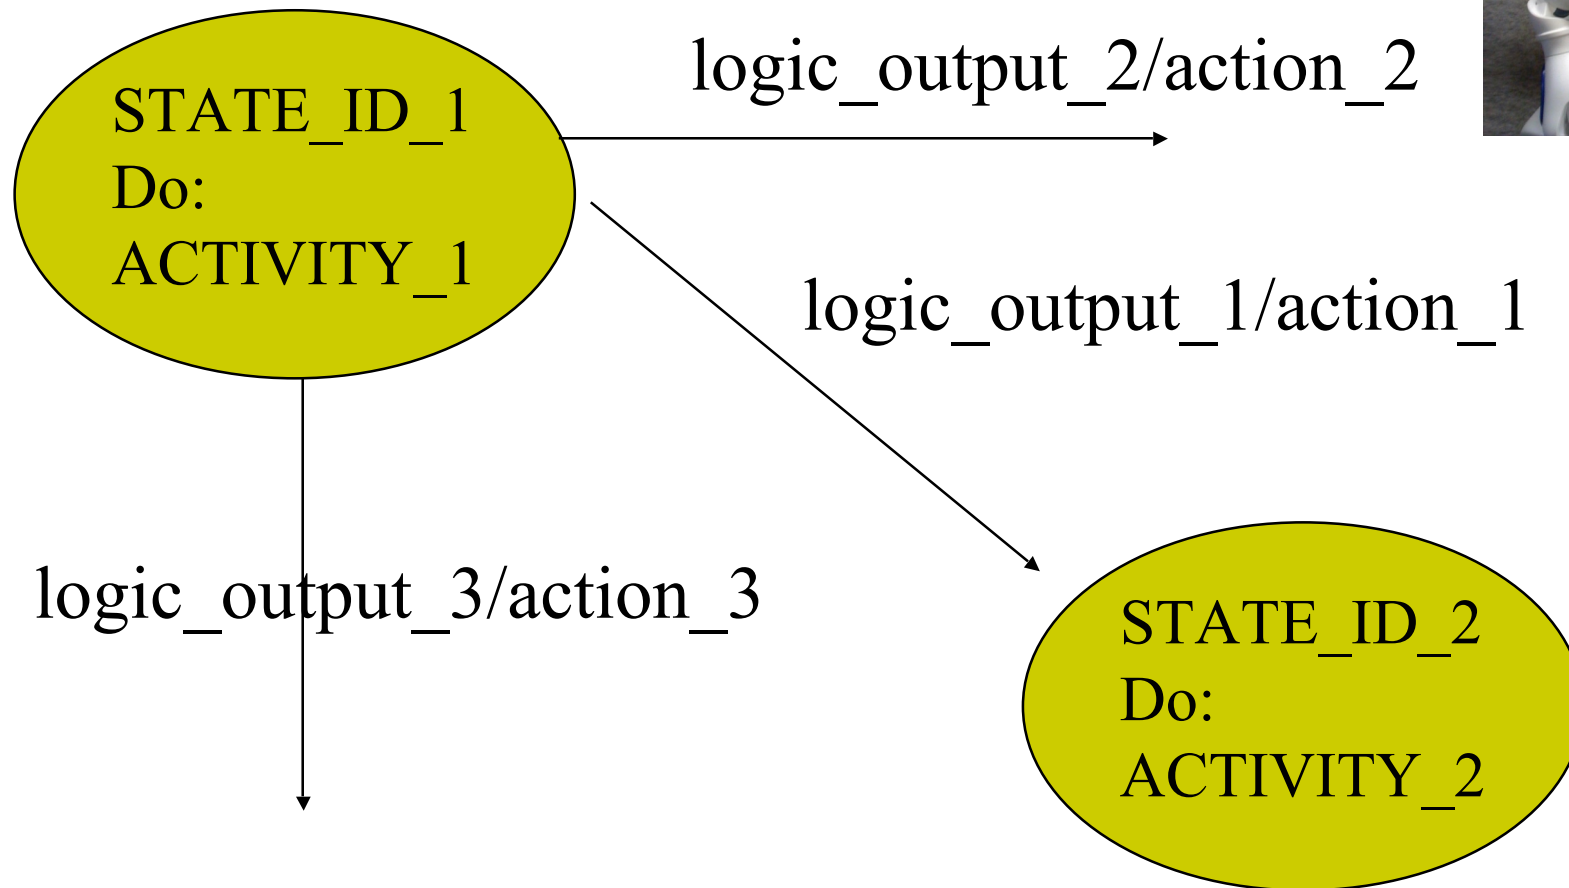 STATE_ID_1
Do:
ACTIVITY_1
logic_output_2/action_2
logic_output_1/action_1
logic_output_3/action_3
STATE_ID_2
Do:
ACTIVITY_2